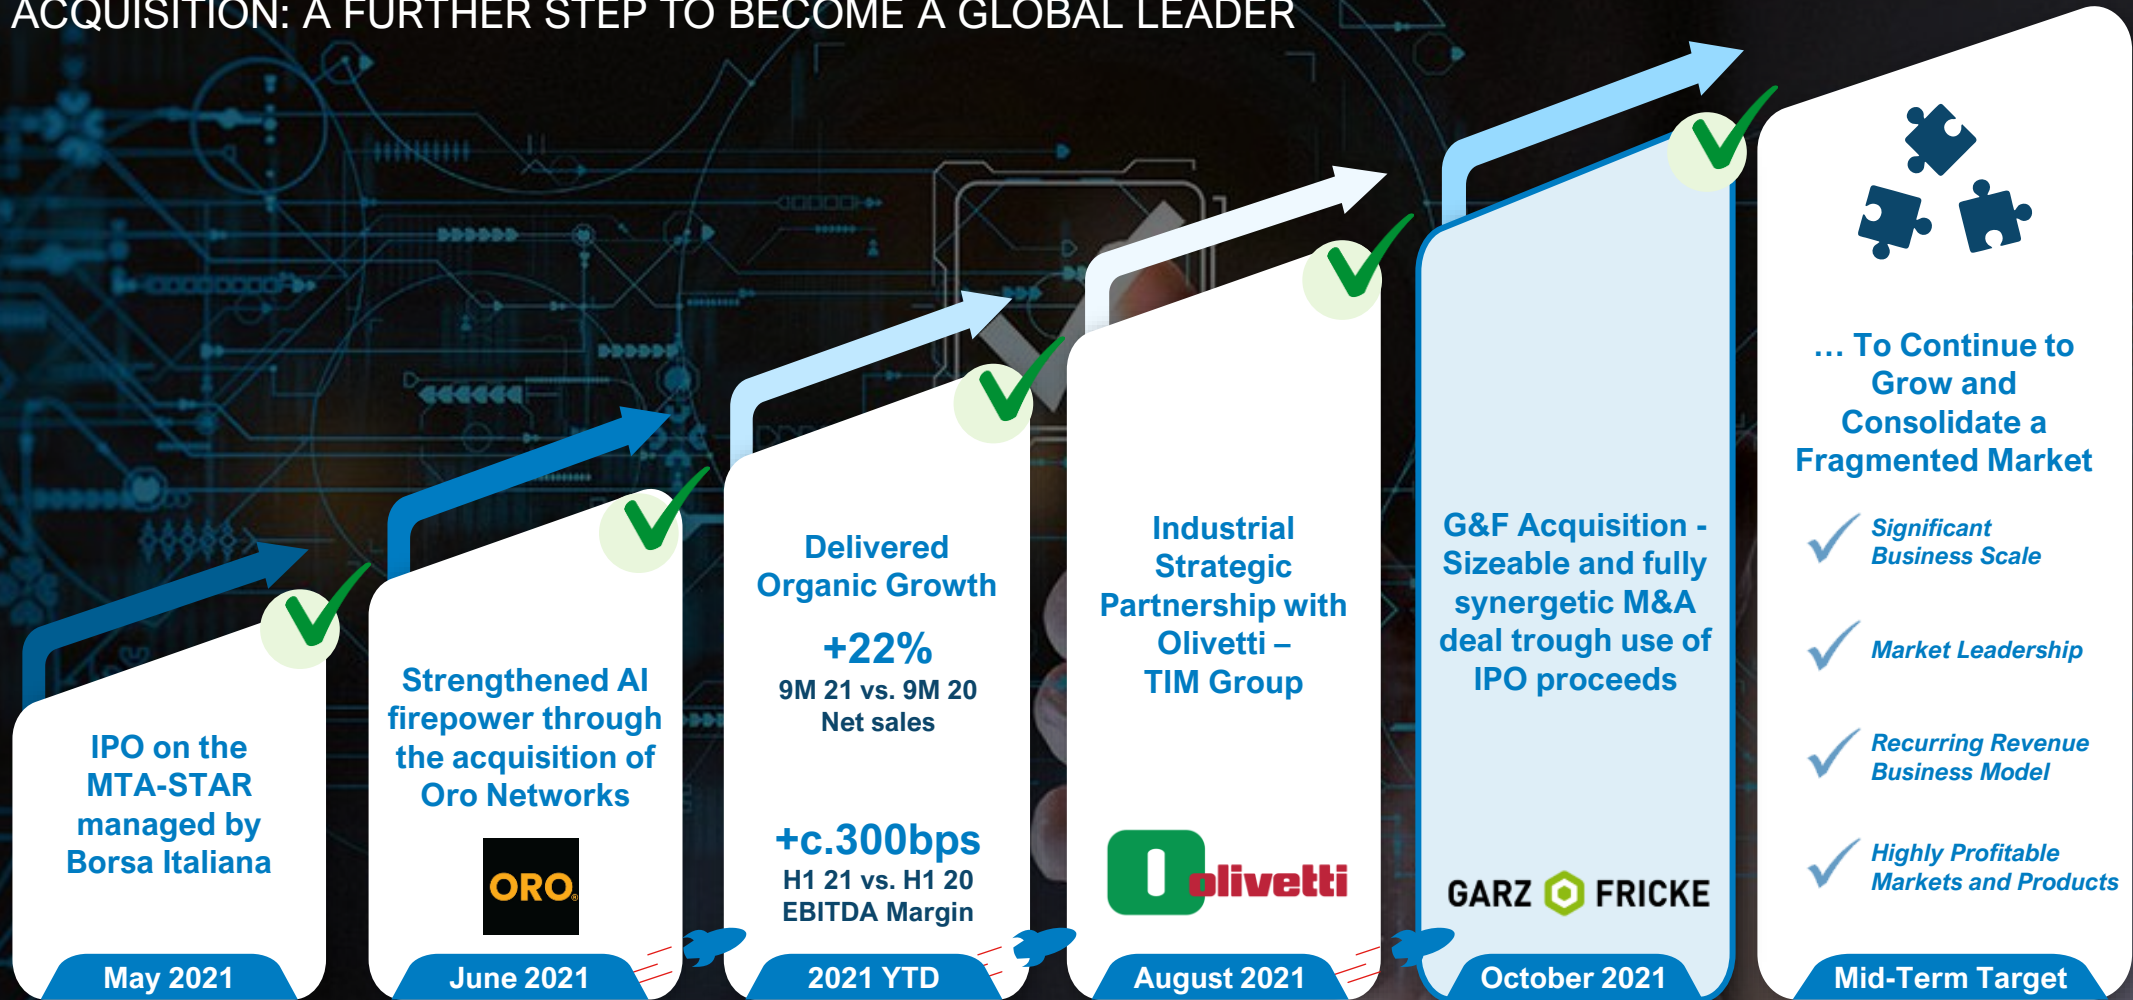 ACQUISITION: A FURTHER STEP TO BECOME A GLOBAL LEADER
IPO on the
MTA-STAR
managed by
Borsa Italiana
May 2021
Strengthened AI
firepower through
the acquisition of
Oro Networks
ORO®
June 2021
Delivered
Organic Growth
+22%
9M 21 vs. 9M 20
Net sales
+c.300bps
H1 21 vs. H1 20
EBITDA Margin
2021 YTD
Industrial
Strategic
Partnership with
Olivetti –
TIM Group
olivetti
August 2021
G&F Acquisition -
Sizeable and fully
synergetic M&A
deal trough use of
IPO proceeds
GARZ FRICKE
October 2021
… To Continue to
Grow and
Consolidate a
Fragmented Market
Significant
Business Scale
Market Leadership
Recurring Revenue
Business Model
Highly Profitable
Markets and Products
Mid-Term Target